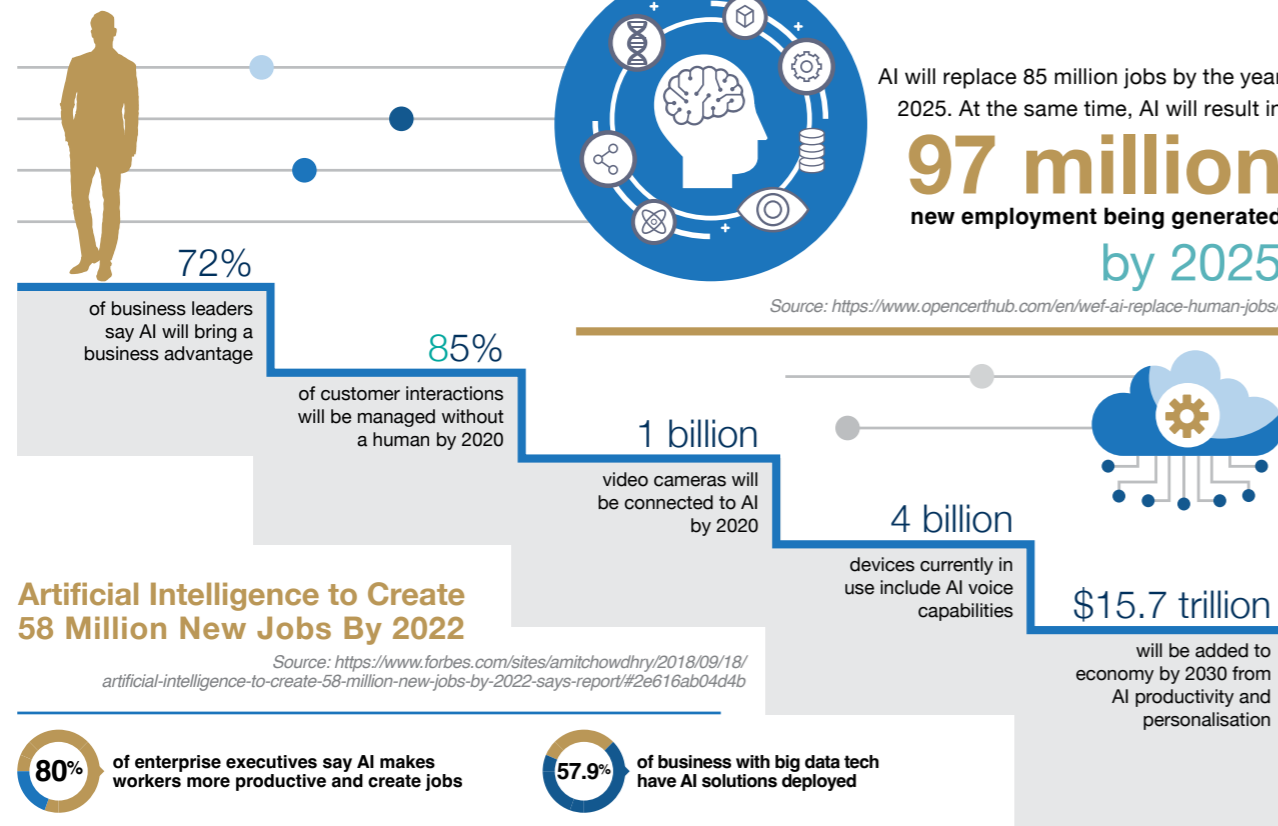 AI will replace 85 million jobs by the year
2025. At the same time, AI will result in
97 million
new employment being generated
by 2025
Source: https://www.opencerthub.com/en/wef-ai-replace-human-jobs/
72%
of business leaders
say AI will bring a
business advantage
85%
of customer interactions
will be managed without
a human by 2020
1 billion
video cameras will
be connected to AI
by 2020
4 billion
devices currently in
use include AI voice
capabilities
$15.7 trillion
will be added to
economy by 2030 from
AI productivity and
personalisation
Artificial Intelligence to Create
58 Million New Jobs By 2022
Source: https://www.forbes.com/sites/amitchowdhry/2018/09/18/
artificial-intelligence-to-create-58-million-new-jobs-by-2022-says-report/#2e616ab04d4b
80%
of enterprise executives say AI makes
workers more productive and create jobs
57.9%
of business with big data tech
have AI solutions deployed